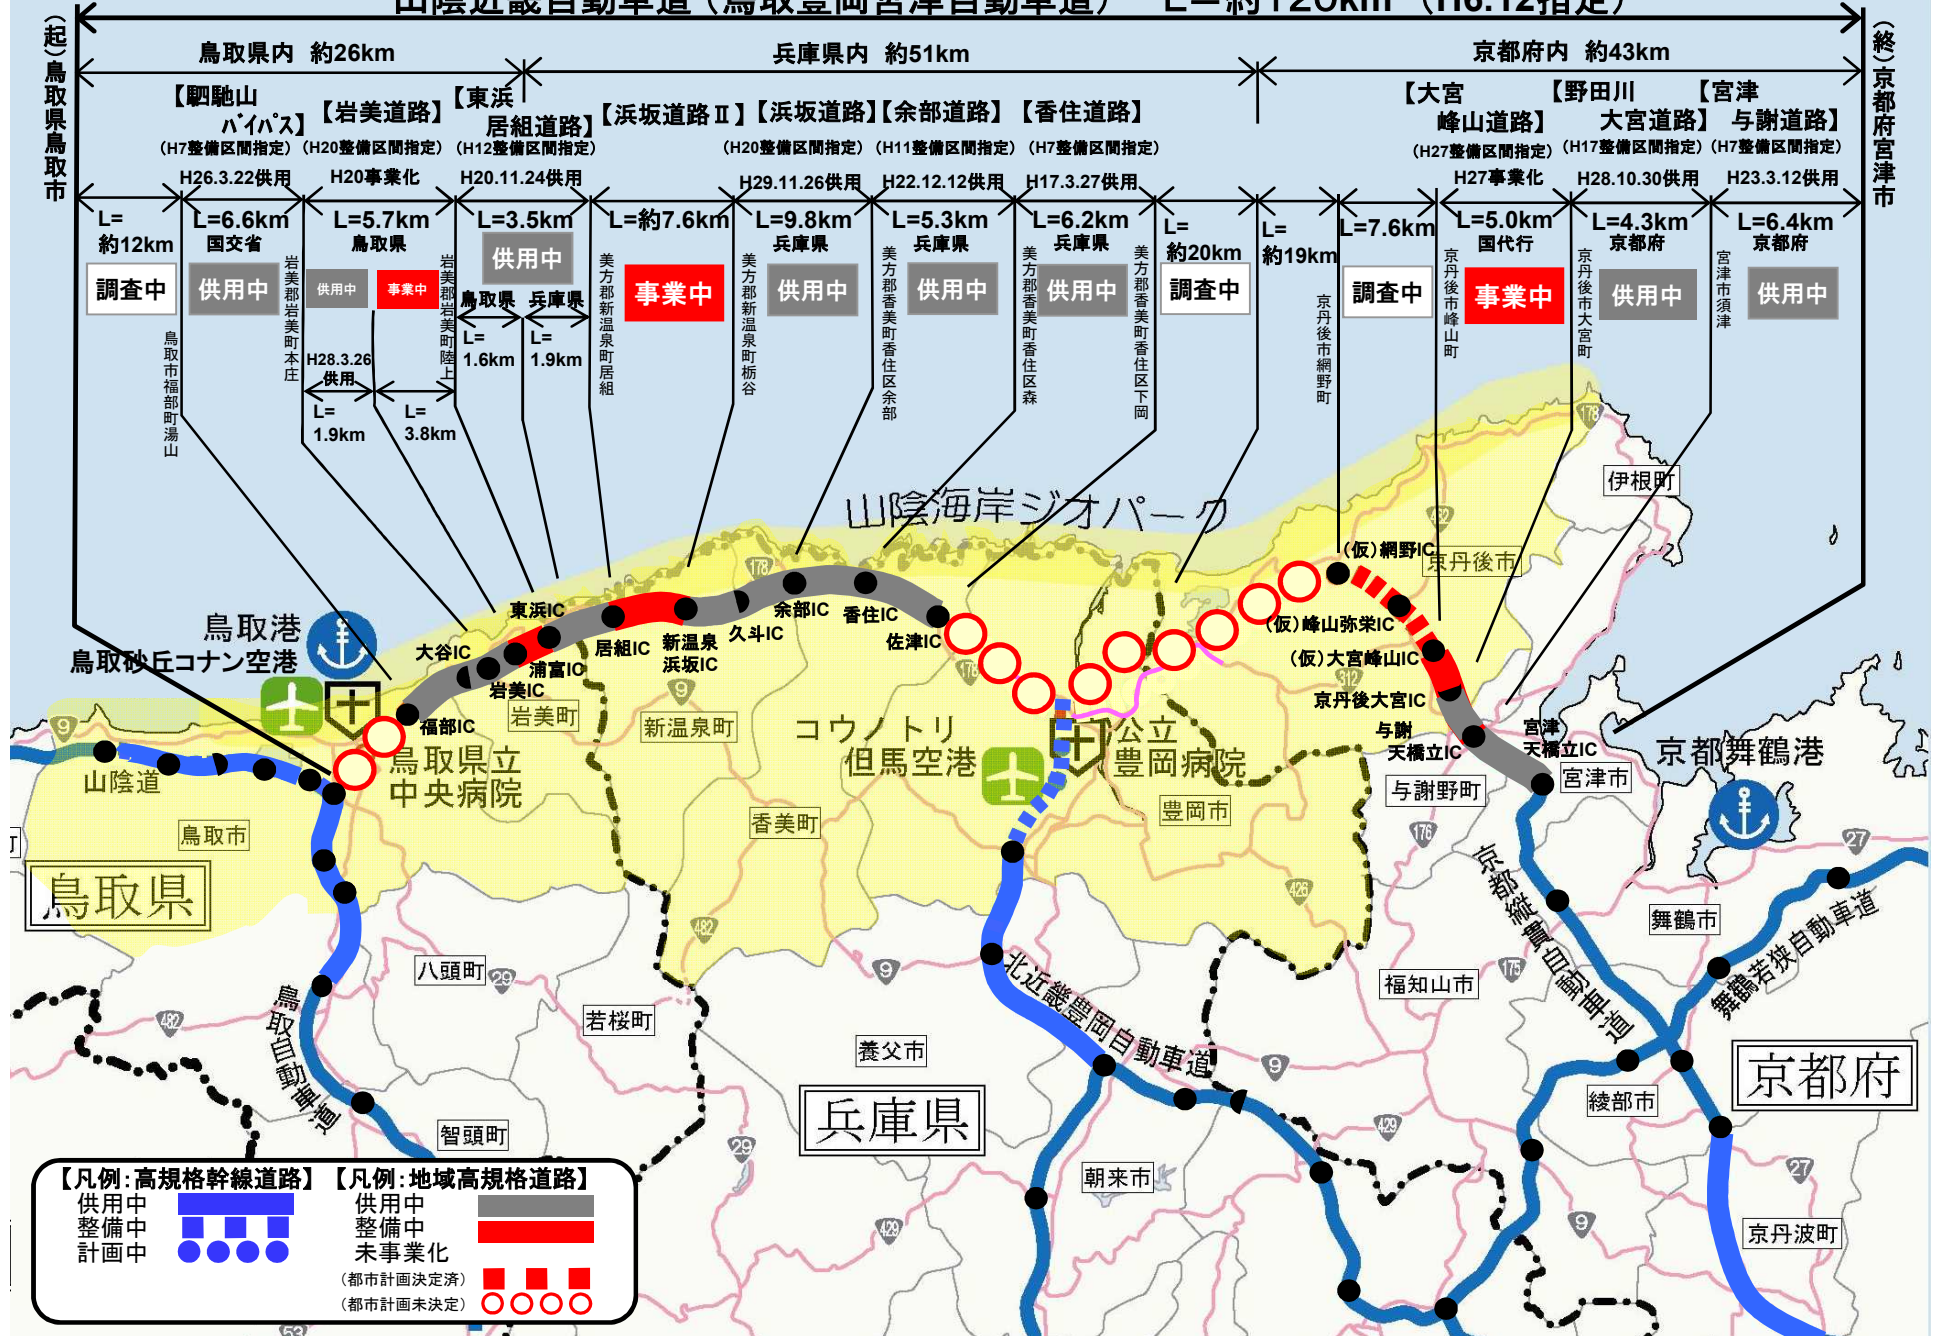 山陰近畿自動車道（鳥取豊岡宮津自動車道） L＝約120km （H6.12指定）
（起）鳥取県鳥取市
（終）京都府宮津市
鳥取県内 約26km
兵庫県内 約51km
京都府内 約43km
【駟馳山
バイパス】
（H7整備区間指定）
H26.3.22供用
【岩美道路】
（H20整備区間指定）
H20事業化
【東浜
居組道路】
（H12整備区間指定）
H20.11.24供用
【浜坂道路Ⅱ】
【浜坂道路】
（H20整備区間指定）
H29.11.26供用
【余部道路】
（H11整備区間指定）
H22.12.12供用
【香住道路】
（H7整備区間指定）
H17.3.27供用
【大宮
峰山道路】
（H27整備区間指定）
H27事業化
【野田川
大宮道路】
（H17整備区間指定）
H28.10.30供用
【宮津
与謝道路】
（H7整備区間指定）
H23.3.12供用
L=
約12km
調査中
L=6.6km
国交省
供用中
L=5.7km
鳥取県
供用中
事業中
H28.3.26
供用
L=
1.9km
L=
3.8km
L=3.5km
供用中
鳥取県
兵庫県
L=
1.6km
L=
1.9km
L=約7.6km
事業中
L=9.8km
兵庫県
供用中
L=5.3km
兵庫県
供用中
L=6.2km
兵庫県
供用中
L=
約20km
調査中
L=
約19km
L=7.6km
調査中
L=5.0km
国代行
事業中
L=4.3km
京都府
供用中
L=6.4km
京都府
供用中
鳥取市福部町湯山
岩美郡岩美町本庄
岩美郡岩美町陸上
美方郡新温泉町居組
美方郡新温泉町栃谷
美方郡香美町香住区余部
美方郡香美町香住区森
美方郡香美町香住区下岡
京丹後市網野町
京丹後市峰山町
京丹後市大宮町
宮津市須津
山陰海岸ジオパーク
178
伊根町
482
京丹後市
（仮）網野IC
（仮）峰山弥栄IC
（仮）大宮峰山IC
312
京丹後大宮IC
与謝
天橋立IC
宮津
天橋立IC
京都舞鶴港
宮津市
与謝野町
鳥取港
鳥取砂丘コナン空港
東浜IC
大谷IC
浦富IC
岩美IC
福部IC
居組IC
新温泉
浜坂IC
久斗IC
178
余部IC
香住IC
佐津IC
178
岩美町
新温泉町
9
9
山陰道
鳥取県立
中央病院
コウノトリ
但馬空港
公立
豊岡病院
鳥取市
香美町
豊岡市
176
27
鳥取県
426
482
京都縦貫自動車道
舞鶴市
舞鶴若狭自動車道
八頭町
29
9
北近畿豊岡自動車道
175
福知山市
482
若桜町
鳥取自動車道
養父市
9
京都府
綾部市
兵庫県
智頭町
29
429
朝来市
27
429
9
京丹波町
53
【凡例：高規格幹線道路】
供用中
整備中
計画中
【凡例：地域高規格道路】
供用中
整備中
未事業化
（都市計画決定済）
（都市計画未決定）